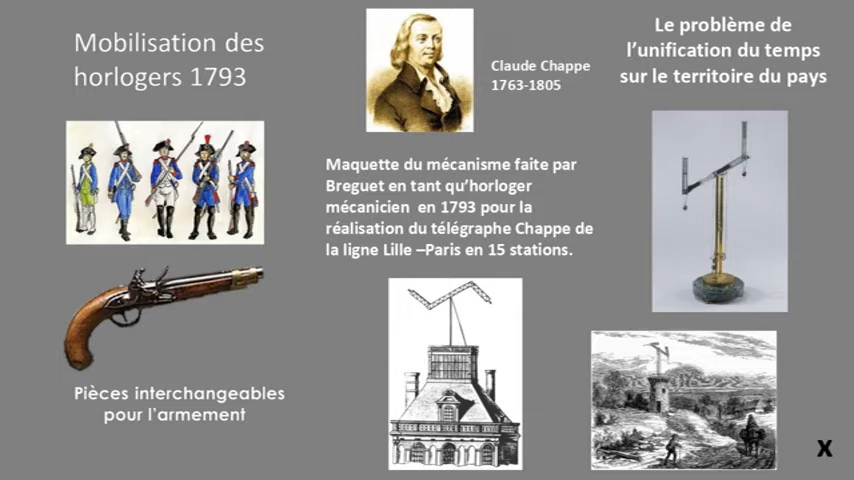 Mobilisation des
horlogers 1793
Claude Chappe
1763-1805
Le problème de
l’unification du temps
sur le territoire du pays
Maquette du mécanisme faite par
Breguet en tant qu’horloger
mécanicien en 1793 pour la
réalisation du télégraphe Chappe de
la ligne Lille –Paris en 15 stations.
Pièces interchangeables
pour l’armement
X